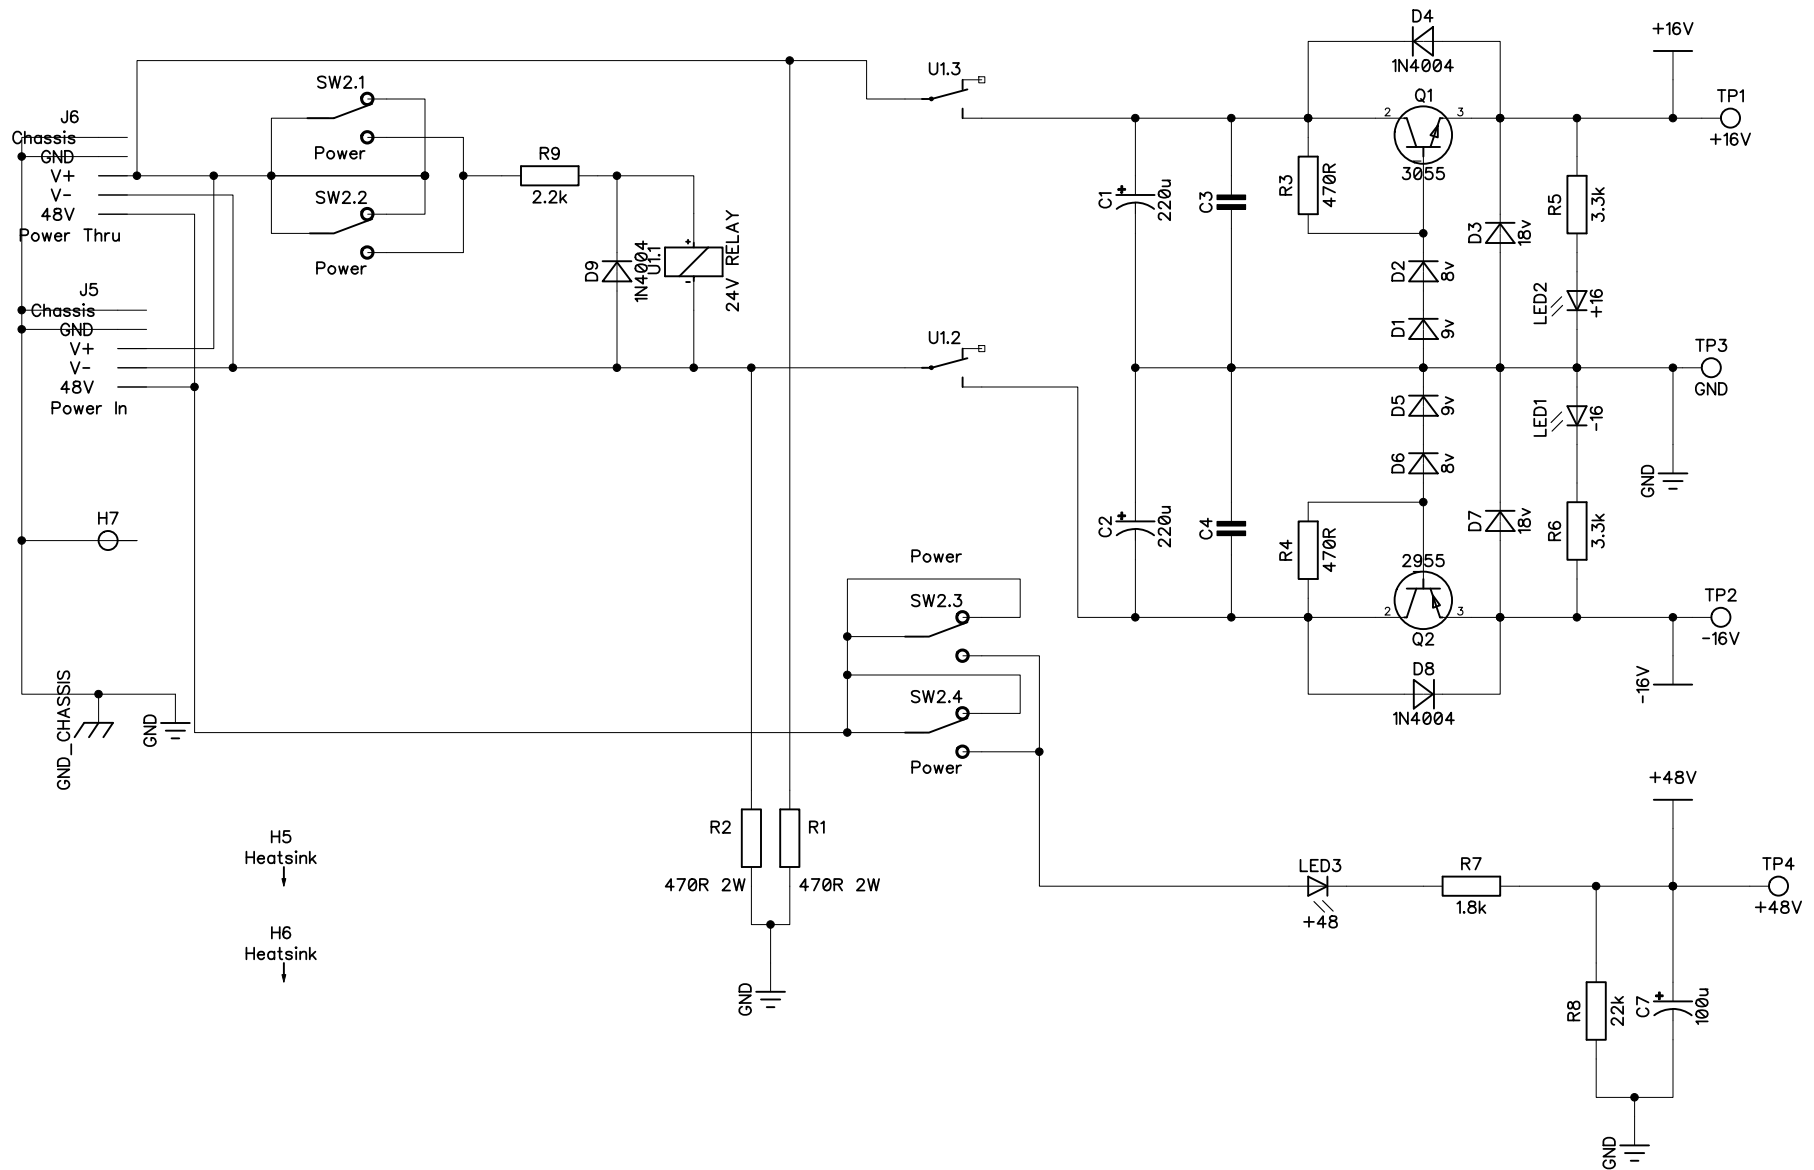 D4
1N4004
+16V
J6
Chassis
GND
V+
V-
48V
Power Thru
SW2.1
Power
SW2.2
Power
R9
2.2k
D9
1N4004
U1.1
24V RELAY
U1.3
Q1
2
3
3055
TP1
+16V
C1
220u
C3
R3
470R
D2
8v
D1
9v
D3
18v
R5
3.3k
LED2
+16
J5
Chassis
GND
V+
V-
48V
Power In
U1.2
TP3
GND
D5
9v
D6
8v
LED1
-16
GND
H7
C2
220u
C4
R4
470R
2955
2
3
Q2
D7
18v
R6
3.3k
TP2
-16V
-16V
D8
1N4004
Power
SW2.3
SW2.4
Power
GND_CHASSIS
GND
H5
Heatsink
H6
Heatsink
R2
470R 2W
R1
470R 2W
GND
LED3
+48
R7
1.8k
+48V
TP4
+48V
R8
22k
C7
100u
GND